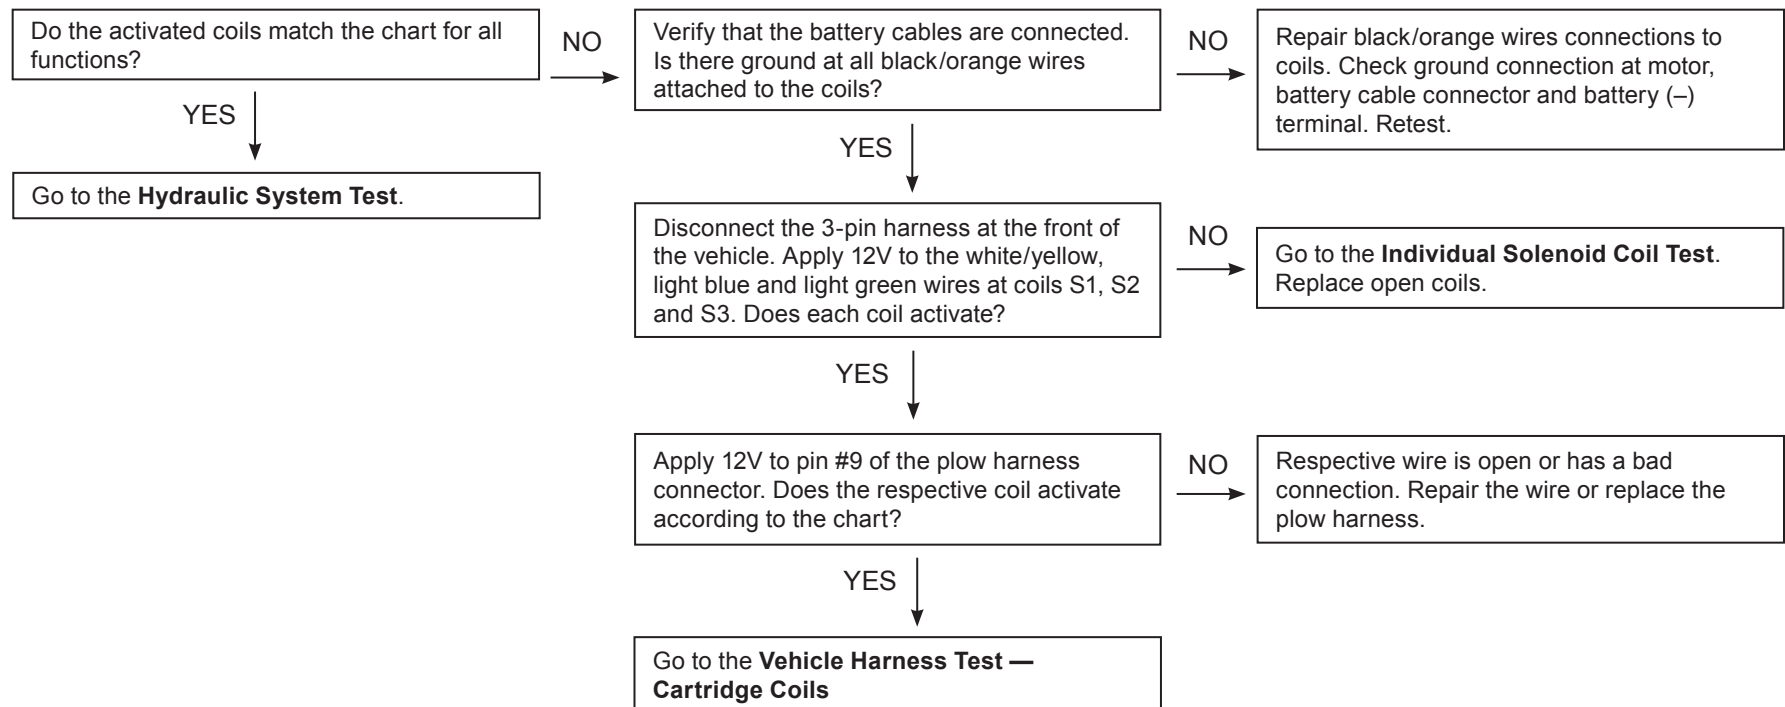 Do the activated coils match the chart for all
functions?
NO
Verify that the battery cables are connected.
Is there ground at all black/orange wires
attached to the coils?
NO
Repair black/orange wires connections to
coils. Check ground connection at motor,
battery cable connector and battery (–)
terminal. Retest.
YES
Go to the Hydraulic System Test.
YES
Disconnect the 3-pin harness at the front of
the vehicle. Apply 12V to the white/yellow,
light blue and light green wires at coils S1, S2
and S3. Does each coil activate?
NO
Go to the Individual Solenoid Coil Test.
Replace open coils.
YES
Apply 12V to pin #9 of the plow harness
connector. Does the respective coil activate
according to the chart?
NO
Respective wire is open or has a bad
connection. Repair the wire or replace the
plow harness.
YES
Go to the Vehicle Harness Test —
Cartridge Coils